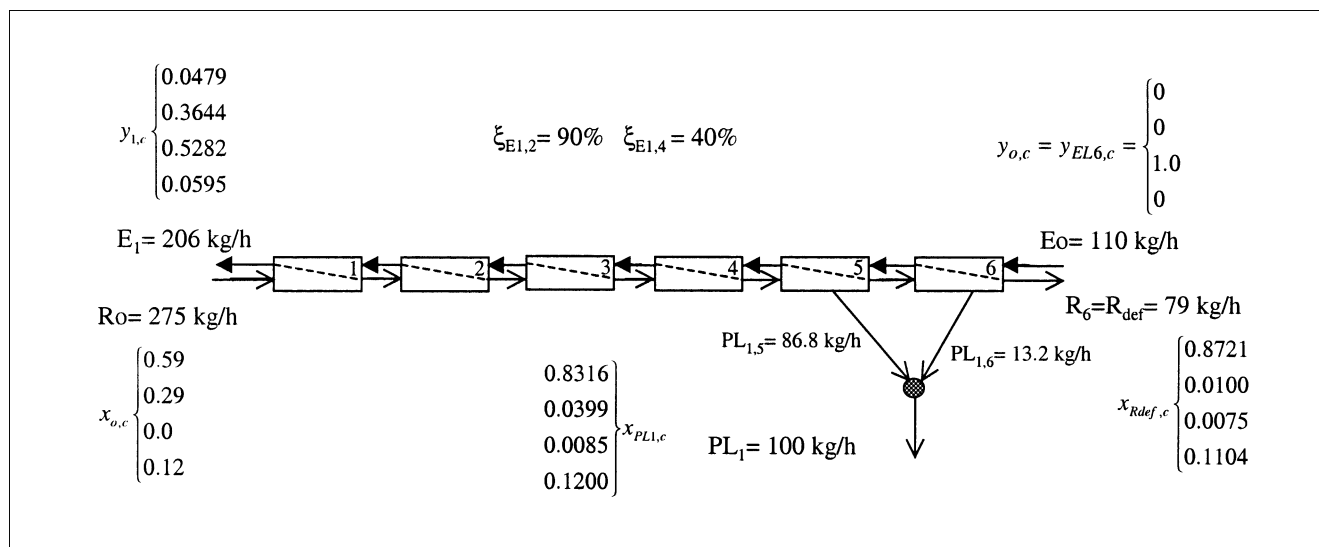 y1,c
0.0479
0.3644
0.5282
0.0595
ξE1,2= 90% ξE1,4 = 40%
yo,c = yEL6,c =
0
0
1.0
0
E1= 206 kg/h
Eo= 110 kg/h
1
2
3
4
5
6
Ro= 275 kg/h
R6=Rdef= 79 kg/h
PL1,5= 86.8 kg/h
PL1,6= 13.2 kg/h
xo,c
0.59
0.29
0.0
0.12
0.8316
0.0399
0.0085
0.1200
xPL1,c
PL1= 100 kg/h
xRdef,c
0.8721
0.0100
0.0075
0.1104